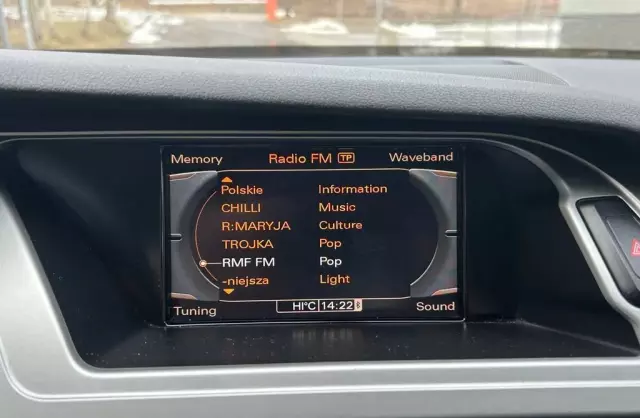 Memory Radio FM TP Waveband
Polskie Information
CHILLI Music
R:MARYJA Culture
TROJKA Pop
RMF FM Pop
-niejsza Light
Tuning HI°C 14:22 Sound